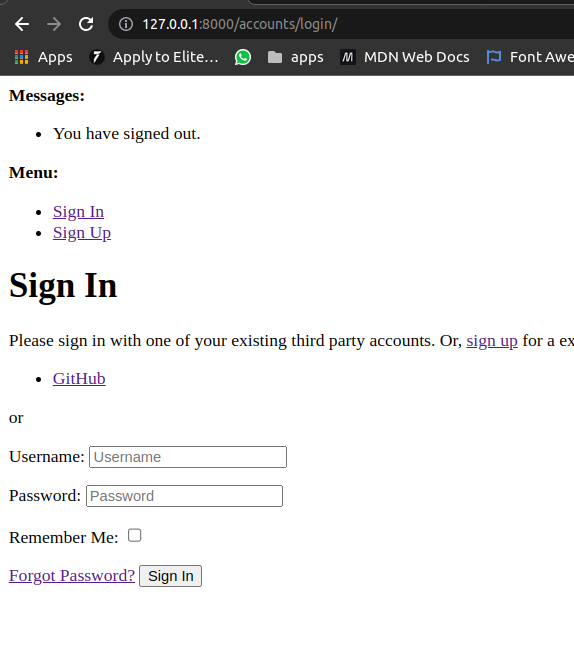 127.0.0.1:8000/accounts/login/
Apps Apply to Elite… apps MDN Web Docs Font Awe
Messages:
You have signed out.
Menu:
Sign In
Sign Up
Sign In
Please sign in with one of your existing third party accounts. Or, sign up for a ex
GitHub
or
Username: Username
Password: Password
Remember Me:
Forgot Password? Sign In